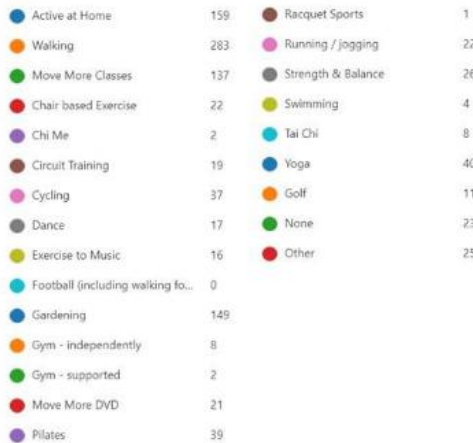 Active at Home 159
Walking 283
Move More Classes 137
Chair based Exercise 22
Chi Me 2
Circuit Training 19
Cycling 37
Dance 17
Exercise to Music 16
Football (including walking fo... 0
Gardening 149
Gym - independently 8
Gym - supported 2
Move More DVD 21
Pilates 39
Racquet Sports 1
Running / jogging 22
Strength & Balance 26
Swimming 4
Tai Chi 8
Yoga 40
Golf 11
None 23
Other 25